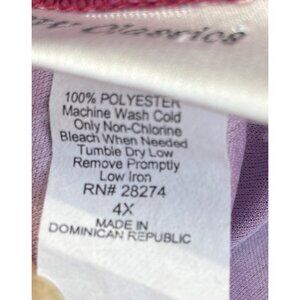 Classics
100% POLYESTER
Machine Wash Cold
Only Non-Chlorine
Bleach When Needed
Tumble Dry Low
Remove Promptly
Low Iron
RN# 28274
4X
MADE IN
DOMINICAN REPUBLIC